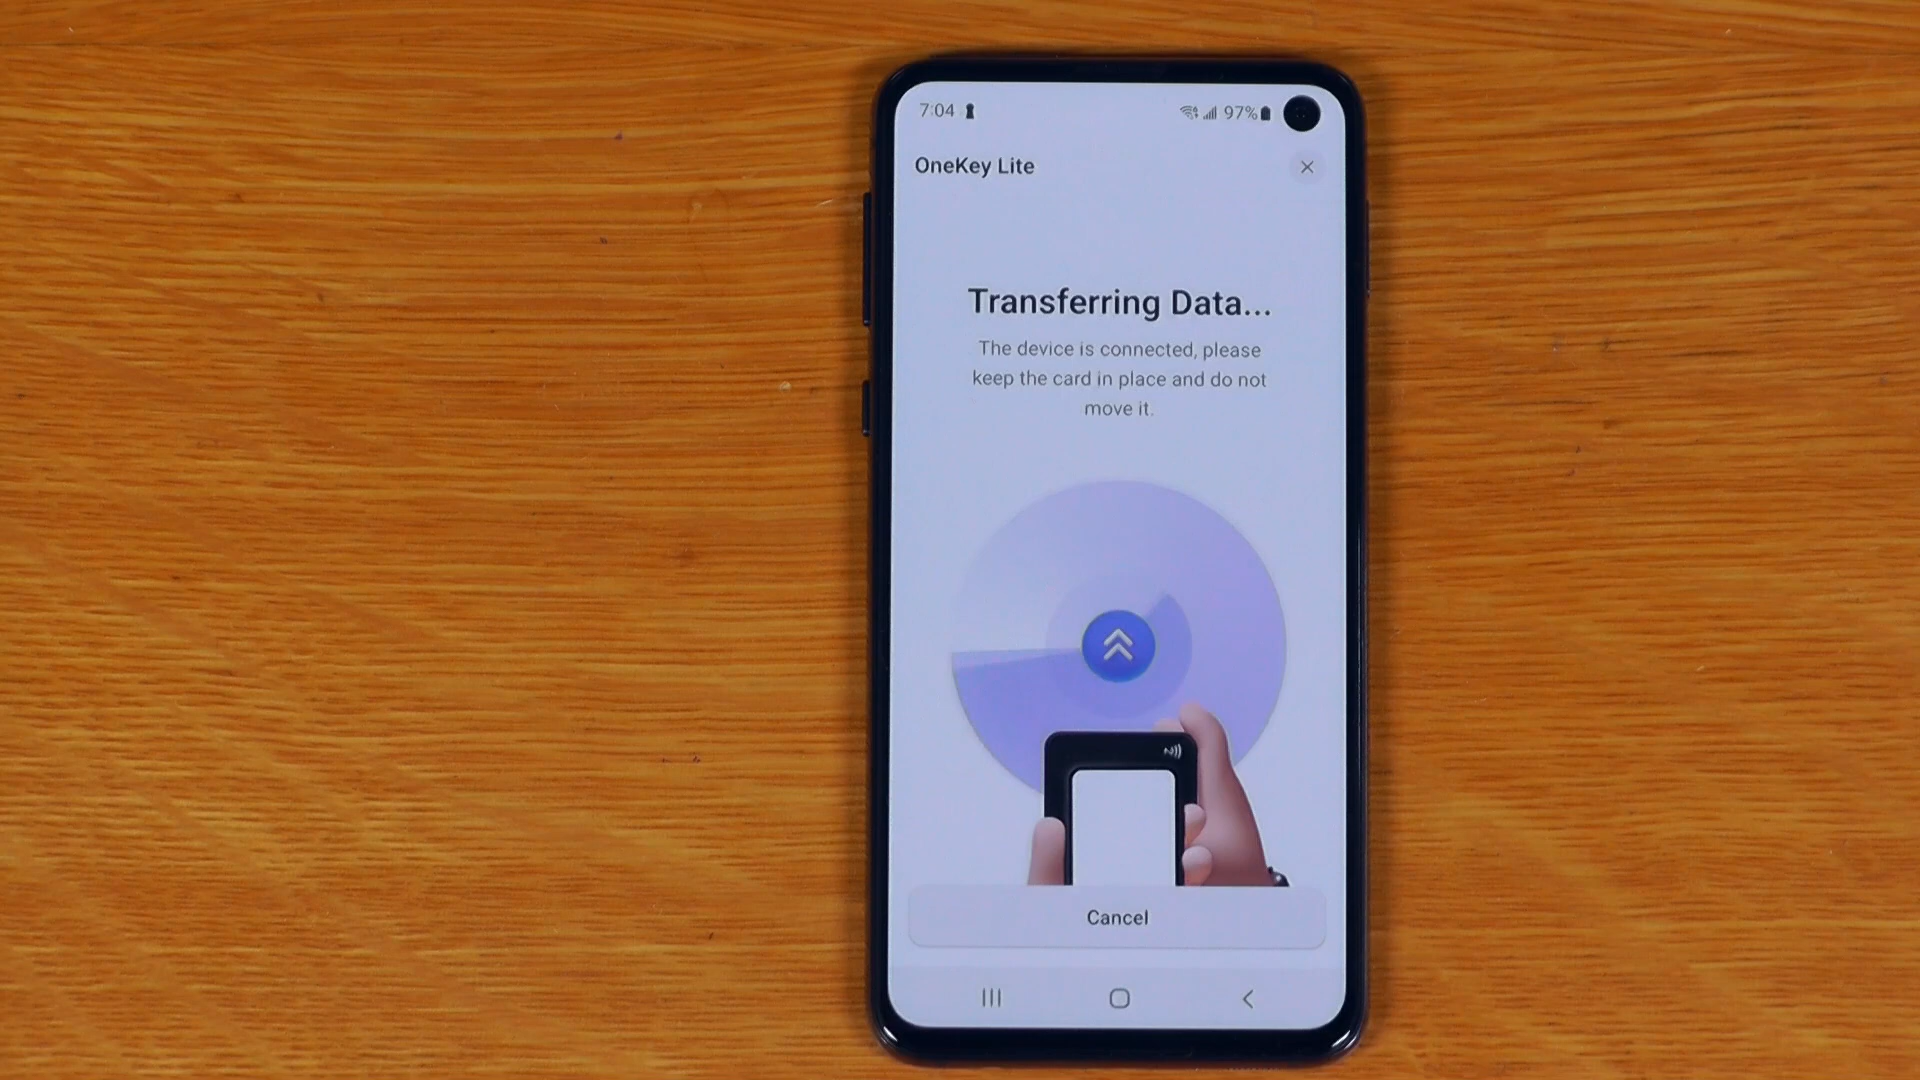 7:04 97%
OneKey Lite
Transferring Data...
The device is connected, please
keep the card in place and do not
move it.
Cancel